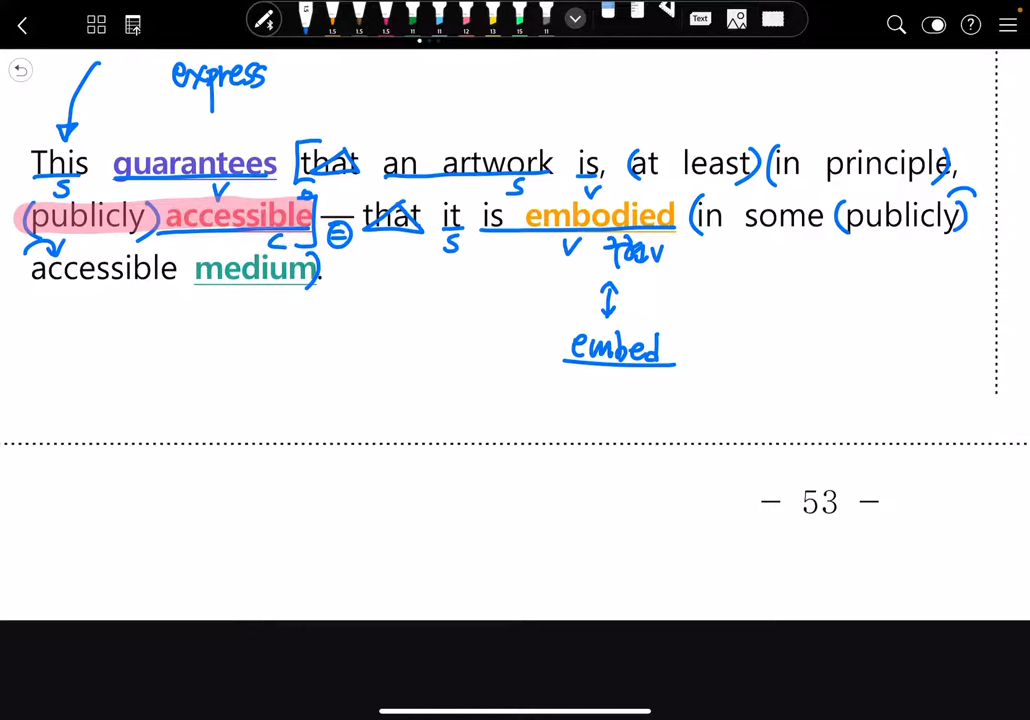 Text
express
This guarantees [that an artwork is, (at least) (in principle),
S V S V
(publicly) accessible] — that it is embodied (in some (publicly)
C S V
accessible medium).
embed
- 53 -